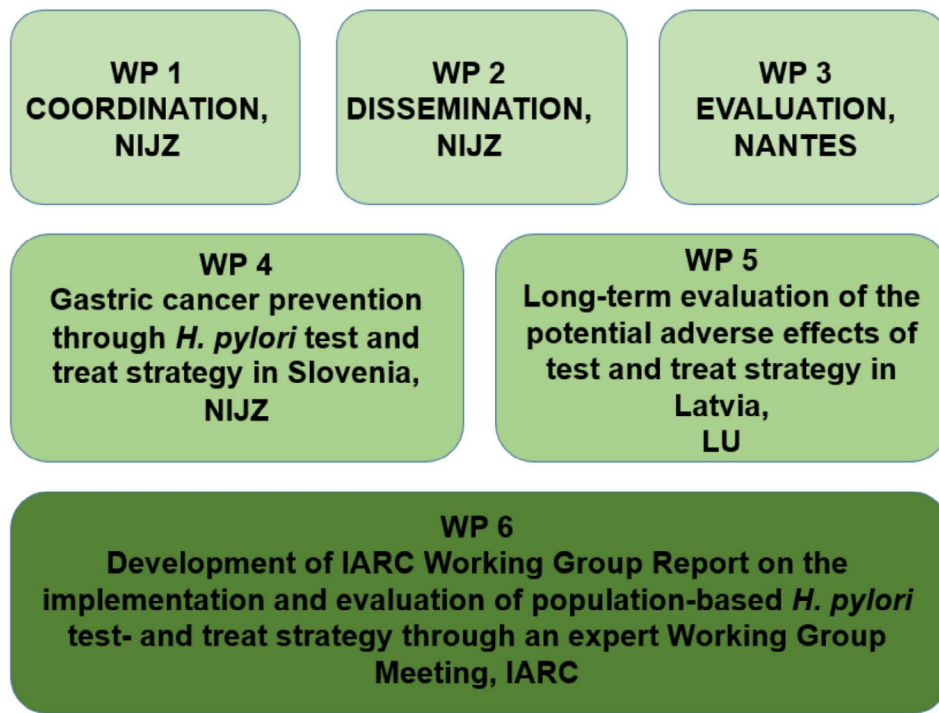 WP 1
COORDINATION,
NIJZ
WP 2
DISSEMINATION,
NIJZ
WP 3
EVALUATION,
NANTES
WP 4
Gastric cancer prevention
through H. pylori test and
treat strategy in Slovenia,
NIJZ
WP 5
Long-term evaluation of the
potential adverse effects of
test and treat strategy in
Latvia,
LU
WP 6
Development of IARC Working Group Report on the
implementation and evaluation of population-based H. pylori
test- and treat strategy through an expert Working Group
Meeting, IARC